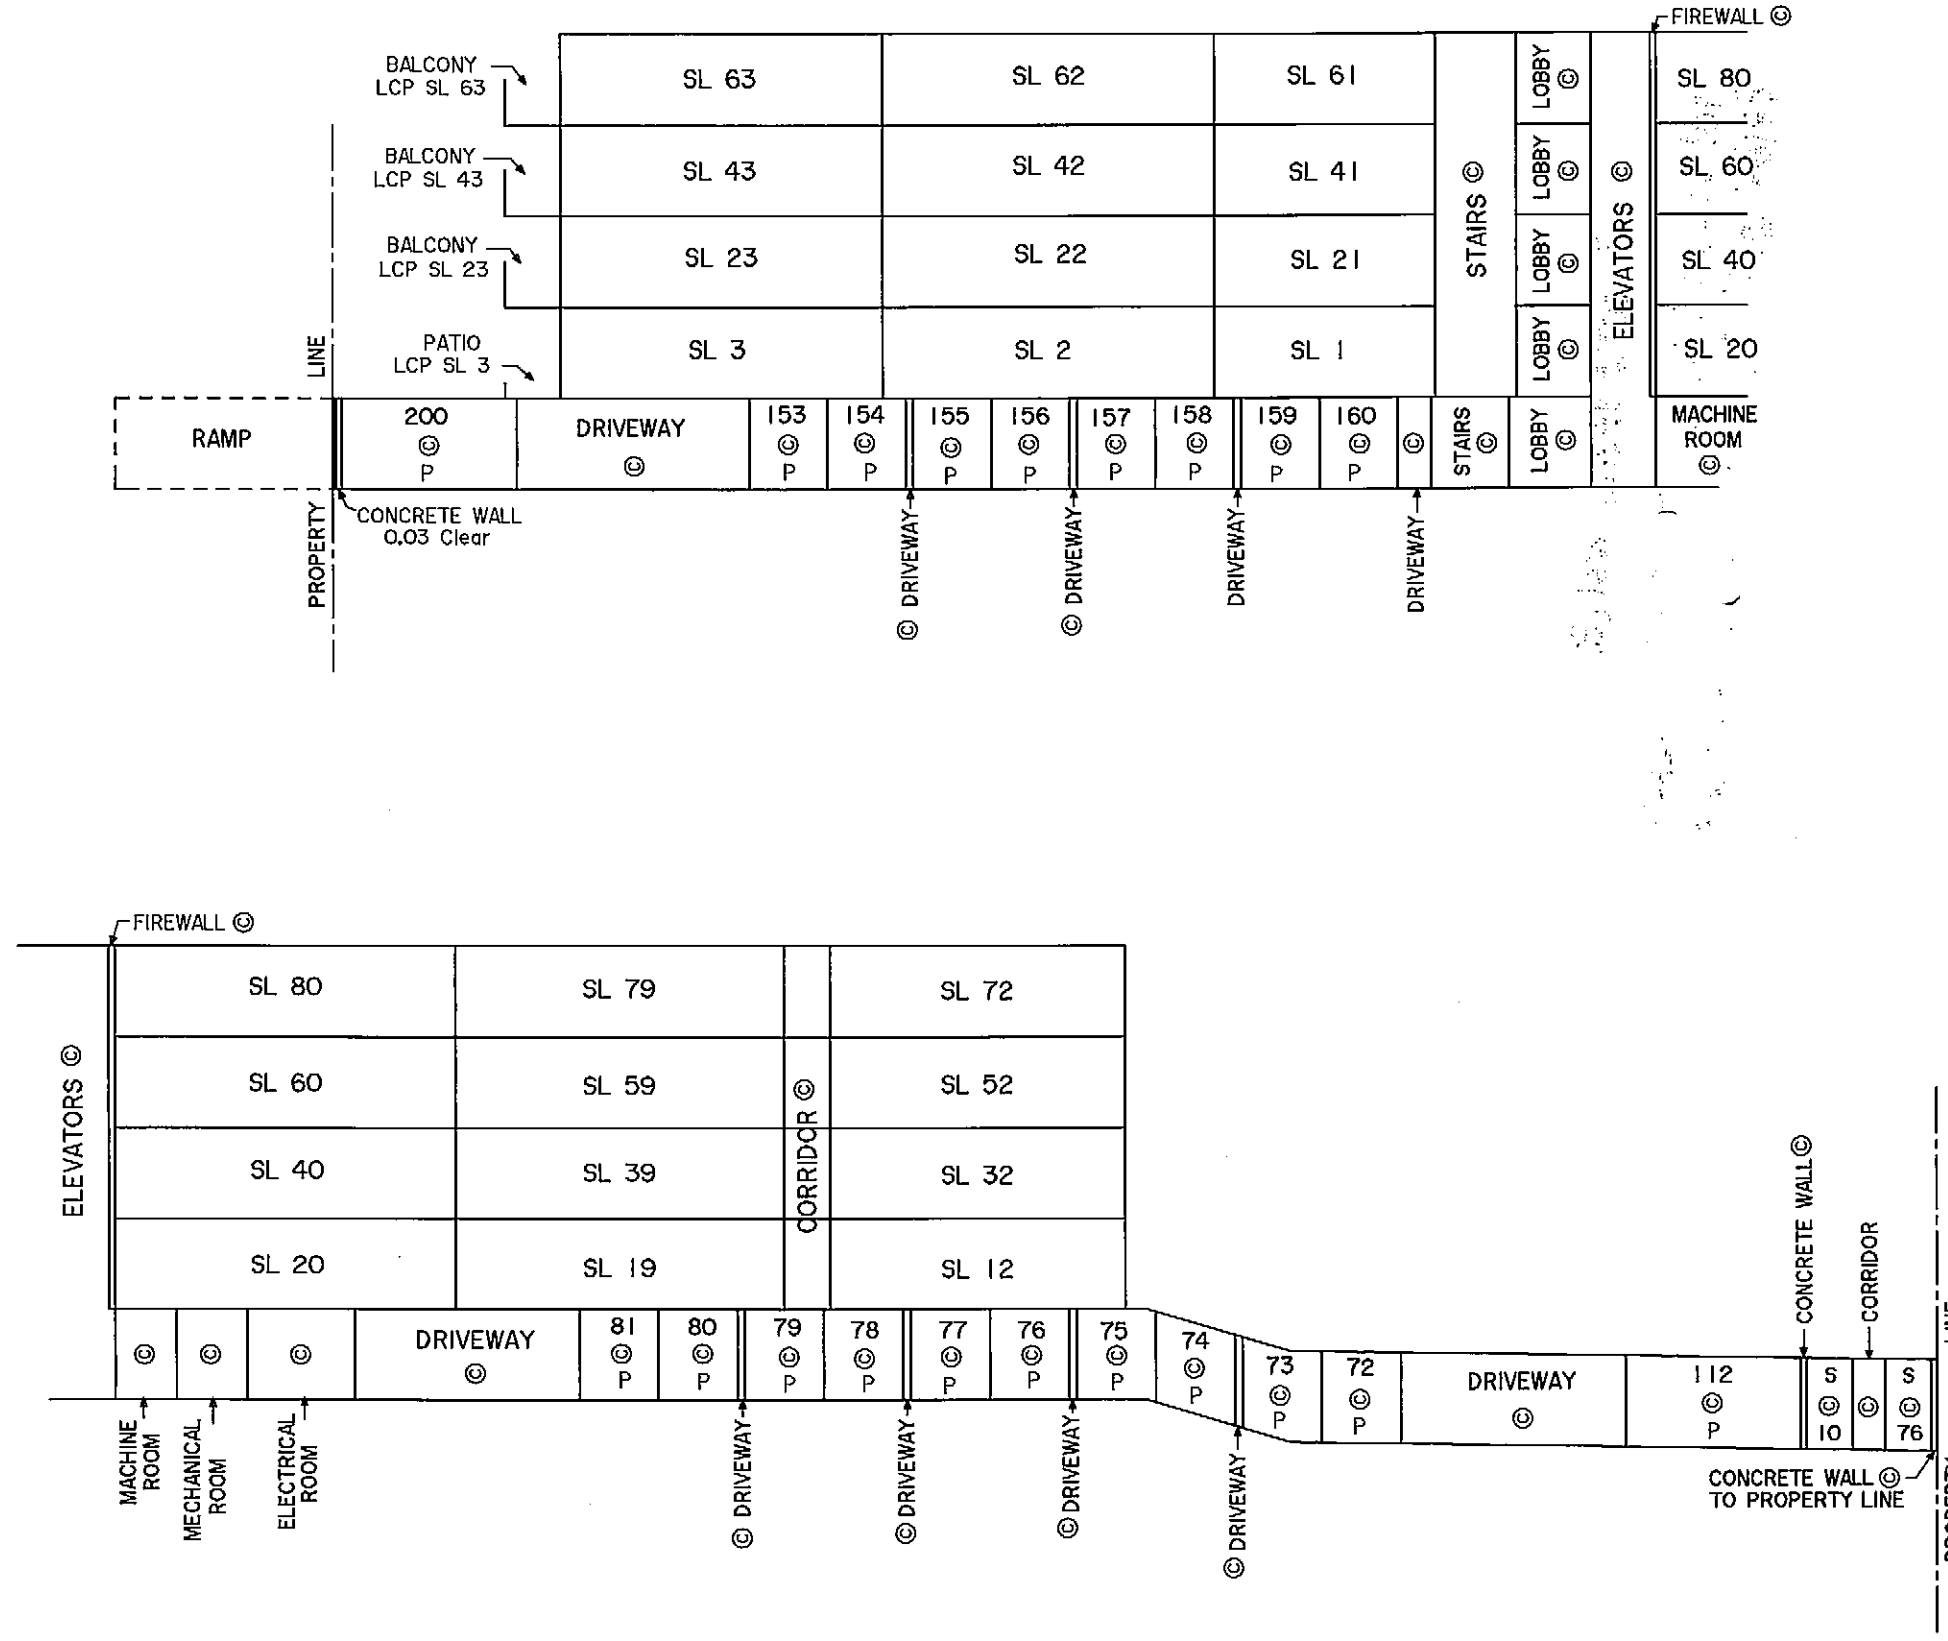 FIREWALL ©
BALCONY
LCP SL 63
SL 63
SL 62
SL 61
LOBBY
©
SL 80
BALCONY
LCP SL 43
SL 43
SL 42
SL 41
STAIRS ©
LOBBY
©
ELEVATORS ©
SL 60
BALCONY
LCP SL 23
SL 23
SL 22
SL 21
LOBBY
©
SL 40
PATIO
LCP SL 3
SL 3
SL 2
SL 1
LOBBY
©
SL 20
PROPERTY LINE
RAMP
200
©
P
DRIVEWAY
©
153
©
P
154
©
P
155
©
P
156
©
P
157
©
P
158
©
P
159
©
P
160
©
P
©
STAIRS
©
LOBBY
©
MACHINE
ROOM
©
CONCRETE WALL
0.03 Clear
© DRIVEWAY
© DRIVEWAY
DRIVEWAY
DRIVEWAY
FIREWALL ©
ELEVATORS ©
SL 80
SL 79
SL 72
SL 60
SL 59
SL 52
CORRIDOR ©
SL 40
SL 39
SL 32
SL 20
SL 19
SL 12
©
©
©
DRIVEWAY
©
81
©
P
80
©
P
79
©
P
78
©
P
77
©
P
76
©
P
75
©
P
74
©
P
73
©
P
72
©
P
DRIVEWAY
©
112
©
P
S
©
10
©
S
©
76
CONCRETE WALL ©
CORRIDOR
MACHINE
ROOM
MECHANICAL
ROOM
ELECTRICAL
ROOM
© DRIVEWAY
© DRIVEWAY
© DRIVEWAY
© DRIVEWAY
CONCRETE WALL ©
TO PROPERTY LINE
PROPERTY LINE